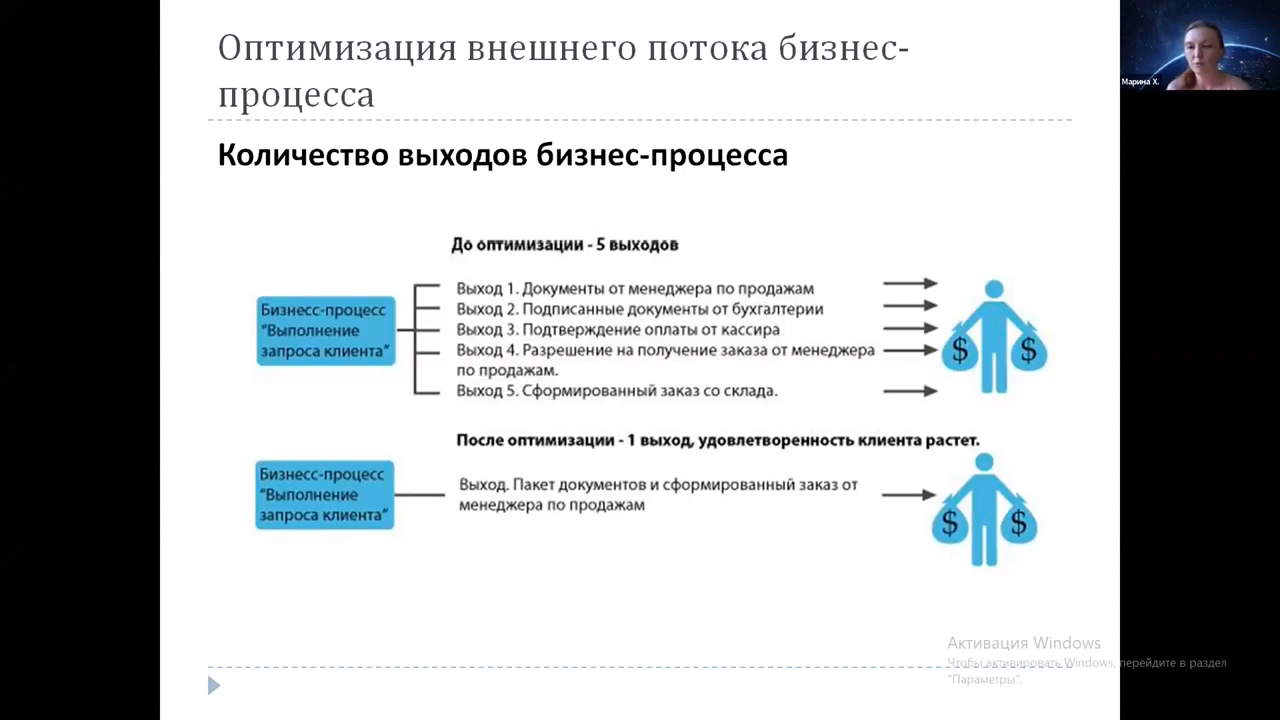 Оптимизация внешнего потока бизнес-
процесса
Марина Х.
Количество выходов бизнес-процесса
До оптимизации - 5 выходов
Бизнесс-процесс
"Выполнение
запроса клиента"
Выход 1. Документы от менеджера по продажам
Выход 2. Подписанные документы от бухгалтерии
Выход 3. Подтверждение оплаты от кассира
Выход 4. Разрешение на получение заказа от менеджера
по продажам.
Выход 5. Сформированный заказ со склада.
$ $
После оптимизации - 1 выход, удовлетворенность клиента растет.
Бизнесс-процесс
"Выполнение
запроса клиента"
Выход. Пакет документов и сформированный заказ от
менеджера по продажам
$ $
Активация Windows
Чтобы активировать Windows, перейдите в раздел
"Параметры".